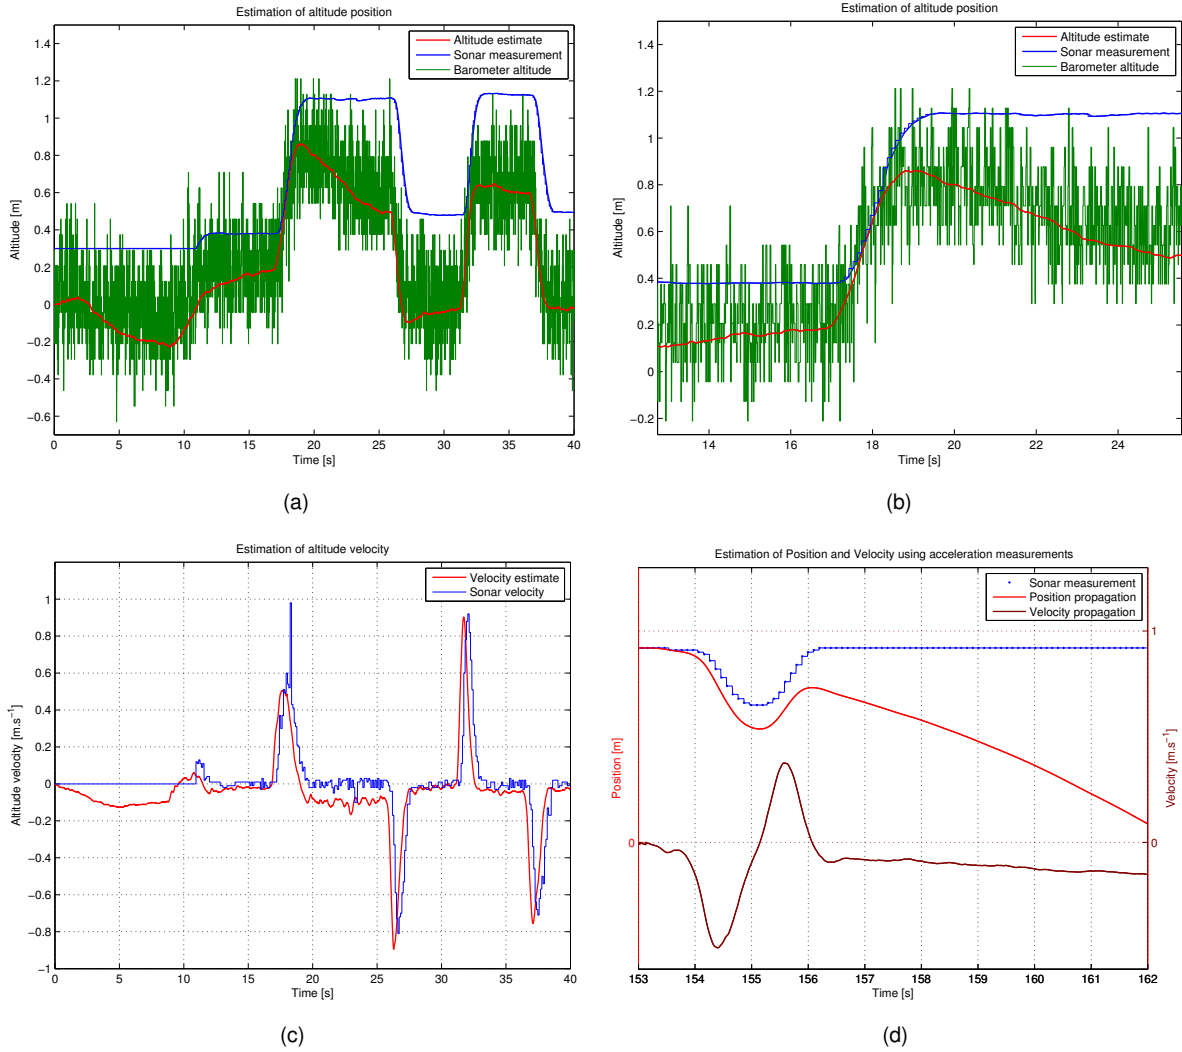 Estimation of altitude position
Altitude estimate
Sonar measurement
Barometer altitude
1.4
1.2
1
0.8
0.6
0.4
0.2
0
−0.2
−0.4
−0.6
Altitude [m]
0 5 10 15 20 25 30 35 40
Time [s]
(a)
Estimation of altitude position
Altitude estimate
Sonar measurement
Barometer altitude
1.4
1.2
1
0.8
0.6
0.4
0.2
0
−0.2
Altitude [m]
14 16 18 20 22 24
Time [s]
(b)
Estimation of altitude velocity
Velocity estimate
Sonar velocity
1
0.8
0.6
0.4
0.2
0
−0.2
−0.4
−0.6
−0.8
−1
Altitude velocity [m.s⁻¹]
0 5 10 15 20 25 30 35 40
Time [s]
(c)
Estimation of Position and Velocity using acceleration measurements
Sonar measurement
Position propagation
Velocity propagation
Position [m]
0
1
0
Velocity [m.s⁻¹]
153 154 155 156 157 158 159 160 161 162
Time [s]
(d)